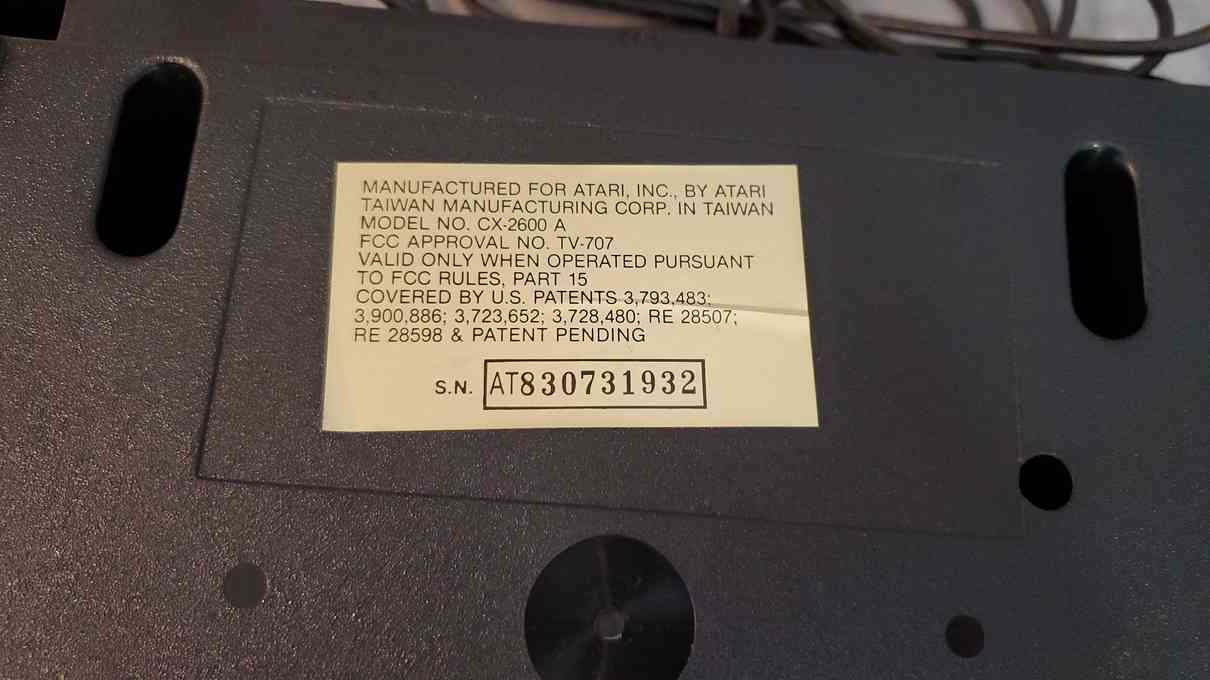 MANUFACTURED FOR ATARI, INC., BY ATARI
TAIWAN MANUFACTURING CORP. IN TAIWAN
MODEL NO. CX-2600 A
FCC APPROVAL NO. TV-707
VALID ONLY WHEN OPERATED PURSUANT
TO FCC RULES, PART 15
COVERED BY U.S. PATENTS 3,793,483;
3,900,886; 3,723,652; 3,728,480; RE 28507;
RE 28598 & PATENT PENDING
S.N. AT830731932